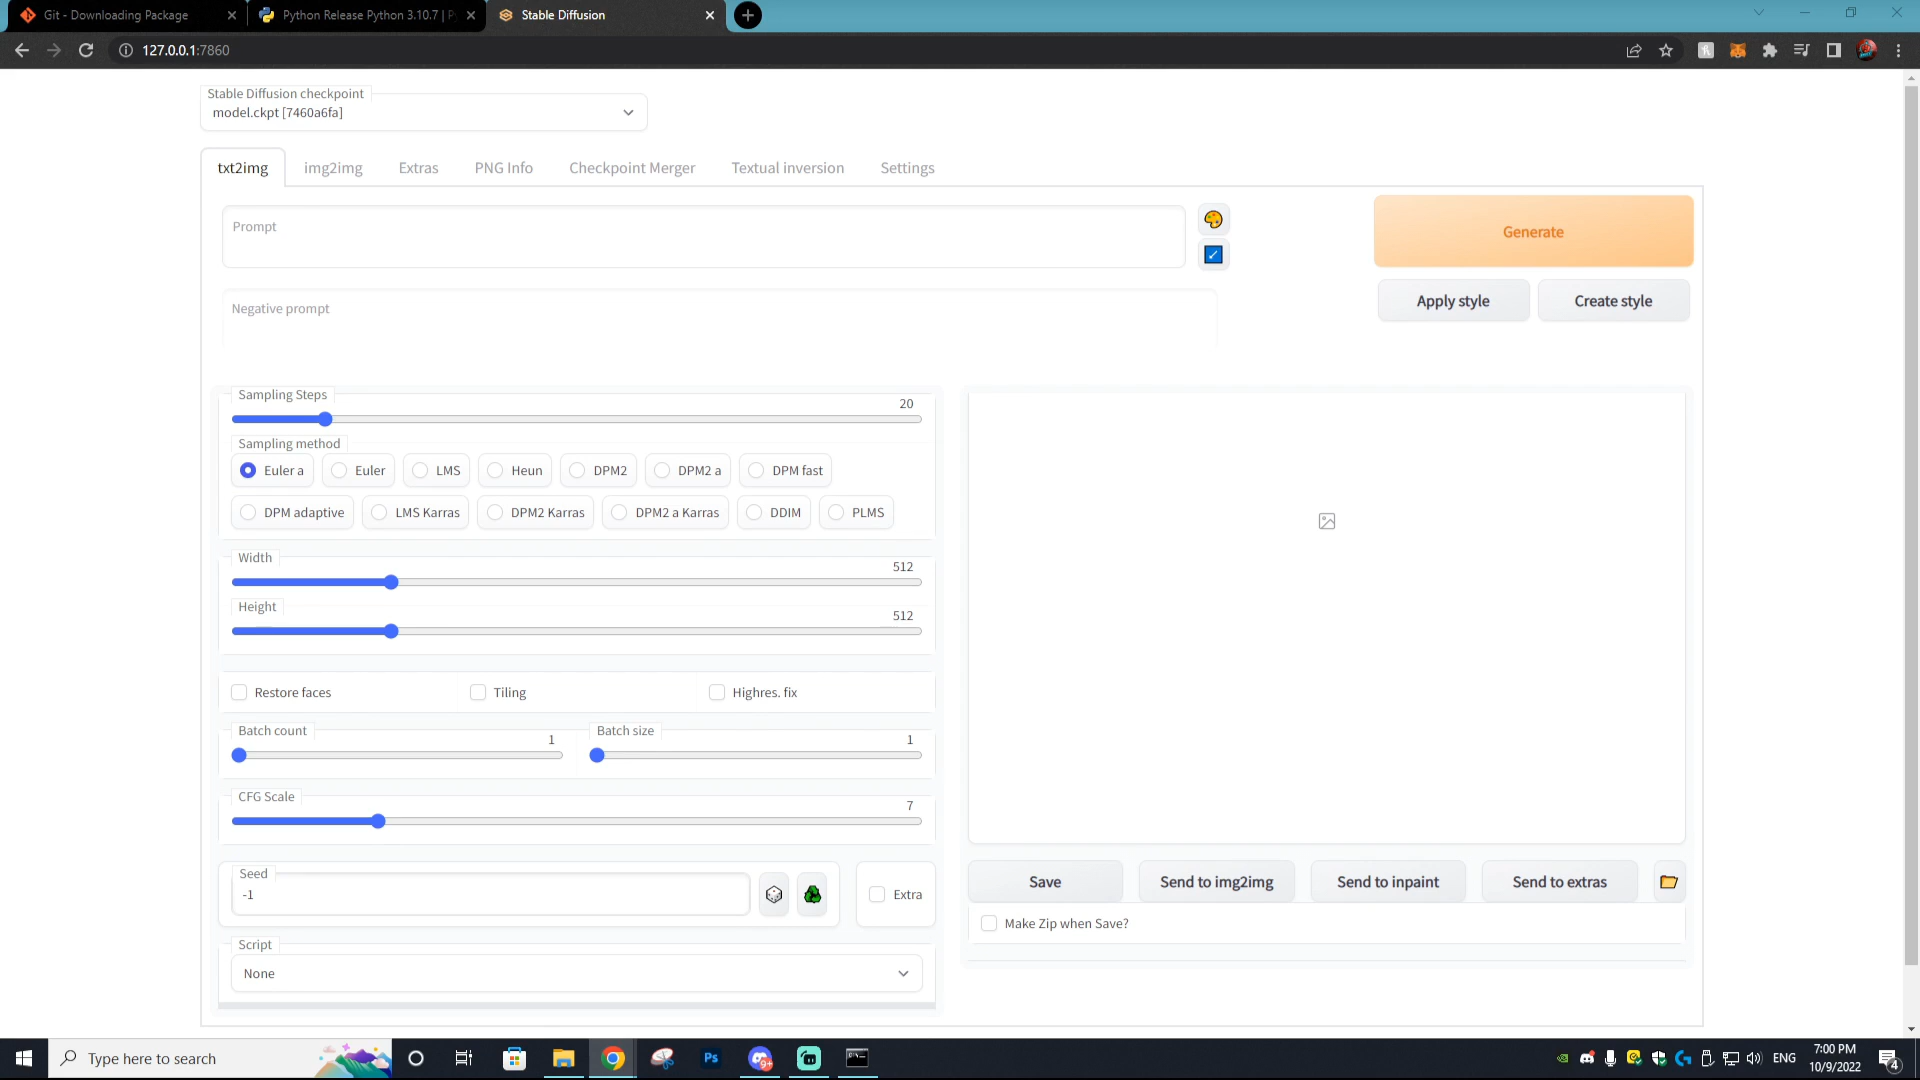 Git - Downloading Package
Python Release Python 3.10.7 | Py
Stable Diffusion
127.0.0.1:7860
Stable Diffusion checkpoint
model.ckpt [7460a6fa]
txt2img
img2img
Extras
PNG Info
Checkpoint Merger
Textual inversion
Settings
Prompt
Generate
Negative prompt
Apply style
Create style
Sampling Steps
20
Sampling method
Euler a
Euler
LMS
Heun
DPM2
DPM2 a
DPM fast
DPM adaptive
LMS Karras
DPM2 Karras
DPM2 a Karras
DDIM
PLMS
Width
512
Height
512
Restore faces
Tiling
Highres. fix
Batch count
1
Batch size
1
CFG Scale
7
Seed
-1
Extra
Script
None
Save
Send to img2img
Send to inpaint
Send to extras
Make Zip when Save?
Type here to search
Ps
9+
ENG
7:00 PM
10/9/2022
4